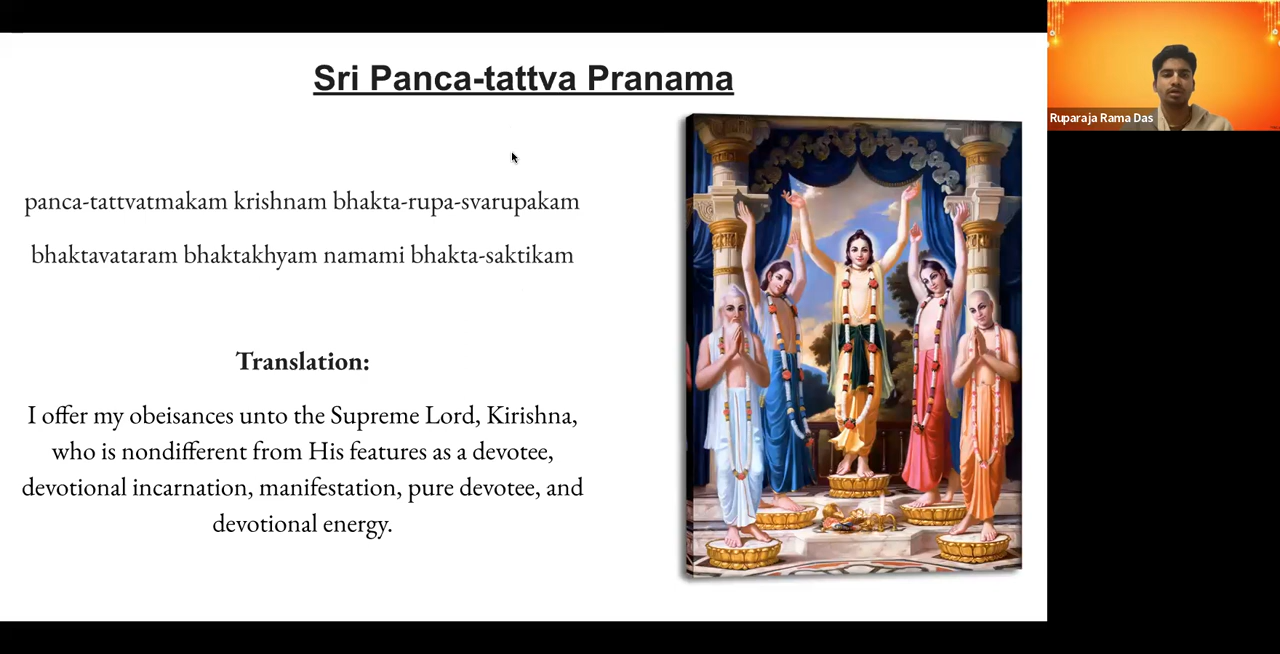 Sri Panca-tattva Pranama
panca-tattvatmakam krishnam bhakta-rupa-svarupakam
bhaktavataram bhaktakhyam namami bhakta-saktikam
Translation:
I offer my obeisances unto the Supreme Lord, Kirishna,
who is nondifferent from His features as a devotee,
devotional incarnation, manifestation, pure devotee, and
devotional energy.
Ruparaja Rama Das